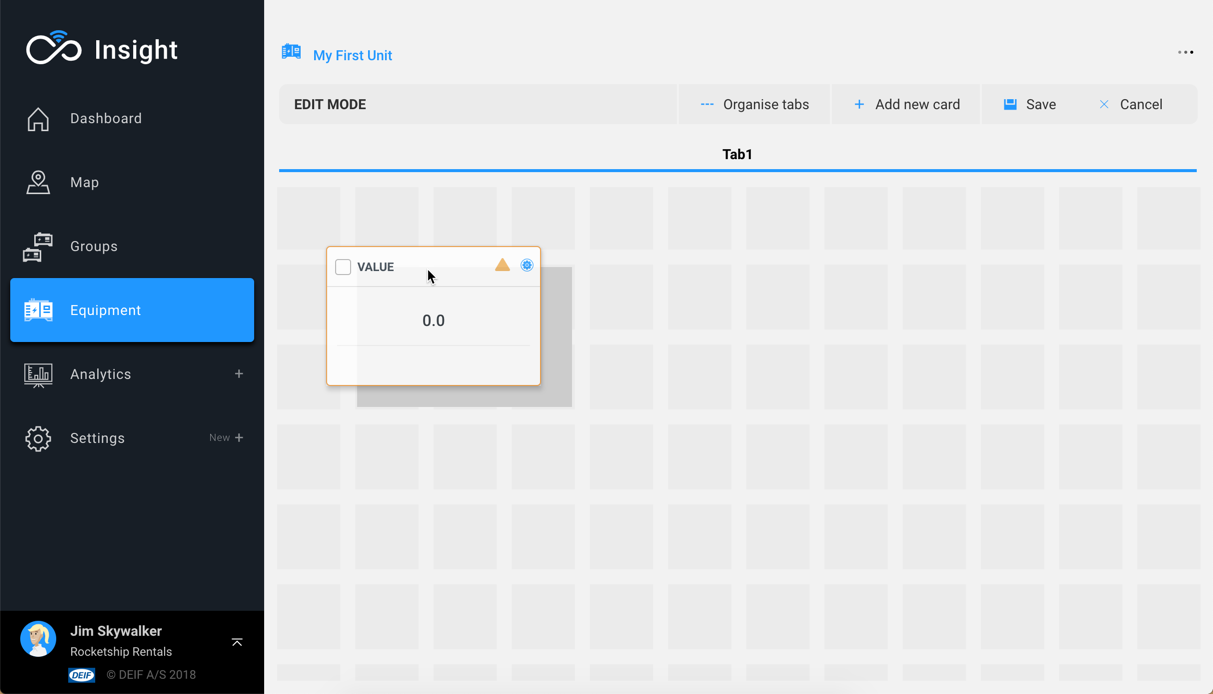 Insight
Dashboard
Map
Groups
Equipment
Analytics +
Settings New +
Jim Skywalker
Rocketship Rentals
DEIF © DEIF A/S 2018
My First Unit
EDIT MODE Organise tabs + Add new card Save Cancel
Tab1
VALUE
0.0